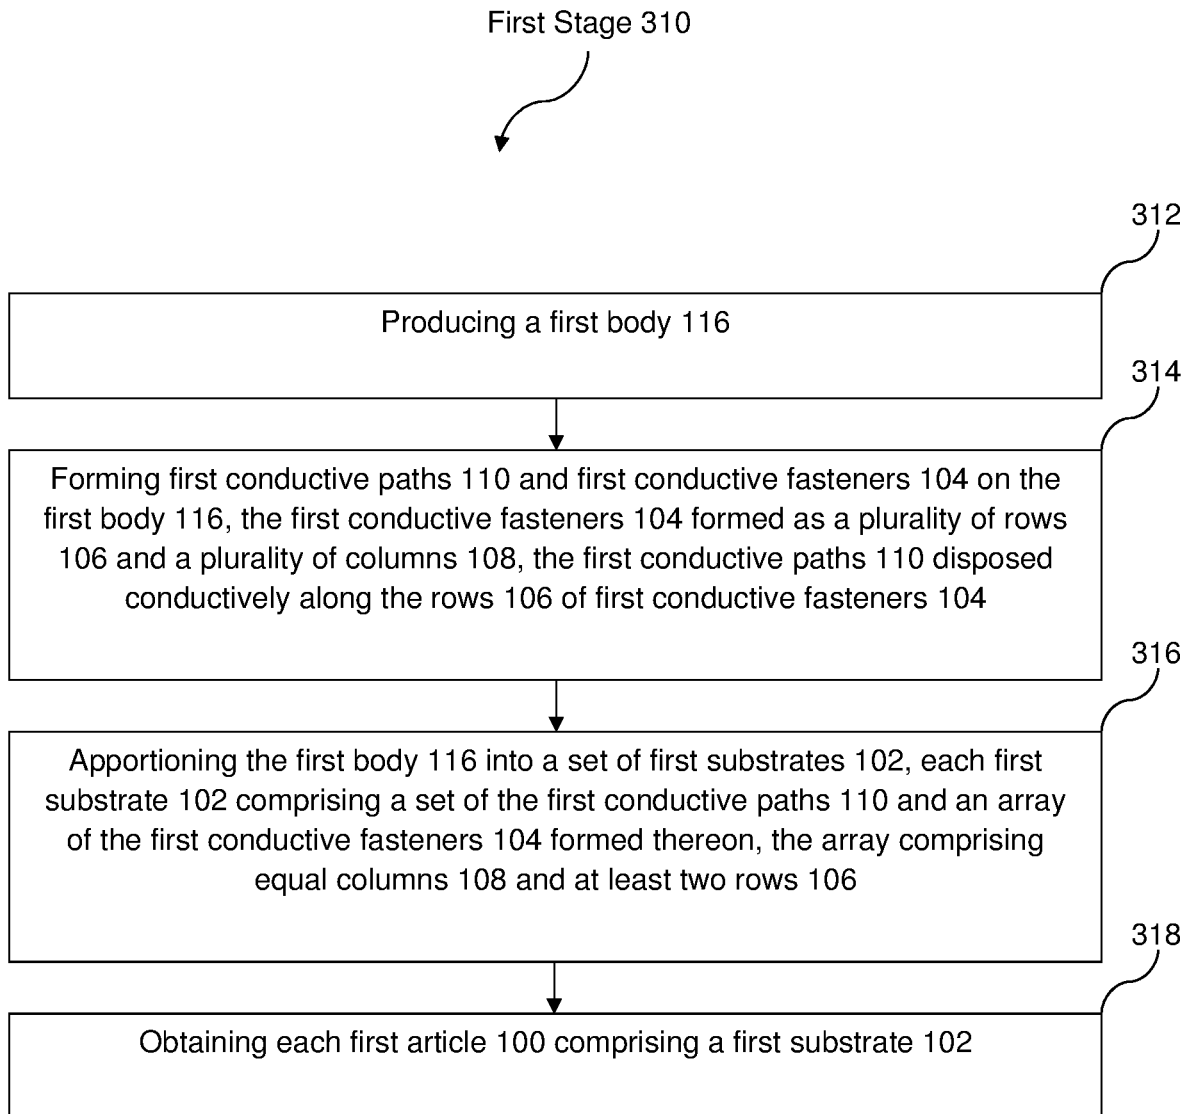 First Stage 310
312
Producing a first body 116
314
Forming first conductive paths 110 and first conductive fasteners 104 on the
first body 116, the first conductive fasteners 104 formed as a plurality of rows
106 and a plurality of columns 108, the first conductive paths 110 disposed
conductively along the rows 106 of first conductive fasteners 104
316
Apportioning the first body 116 into a set of first substrates 102, each first
substrate 102 comprising a set of the first conductive paths 110 and an array
of the first conductive fasteners 104 formed thereon, the array comprising
equal columns 108 and at least two rows 106
318
Obtaining each first article 100 comprising a first substrate 102